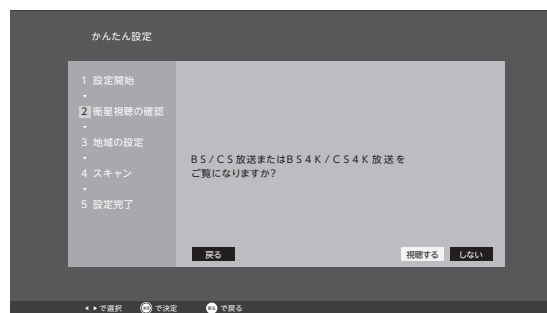 かんたん設定
1 設定開始
2 衛星視聴の確認
3 地域の設定
4 スキャン
5 設定完了
BS/CS放送またはBS4K/CS4K放送を
ご覧になりますか?
戻る 視聴する しない
で選択 で決定 で戻る